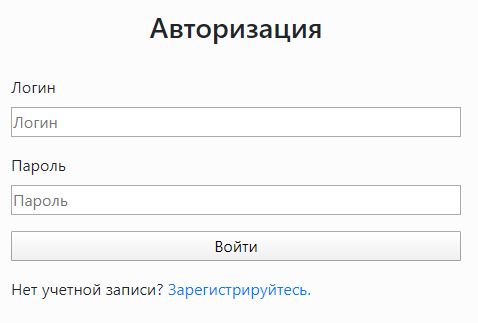 Авторизация
Логин
Логин
Пароль
Пароль
Войти
Нет учетной записи? Зарегистрируйтесь.